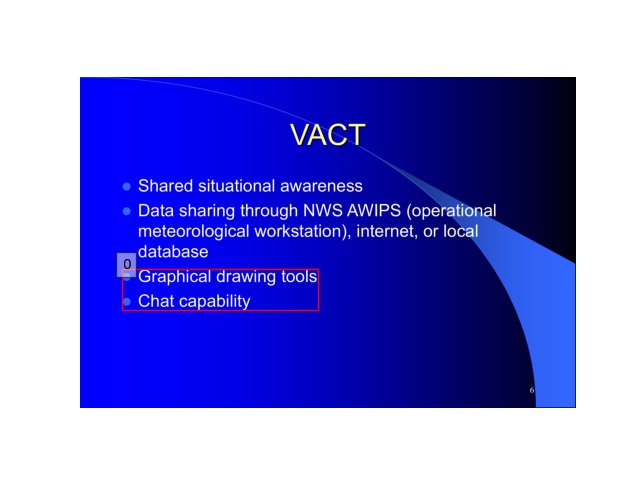 VACT
Shared situational awareness
Data sharing through NWS AWIPS (operational
meteorological workstation), internet, or local
database
0
Graphical drawing tools
Chat capability
6